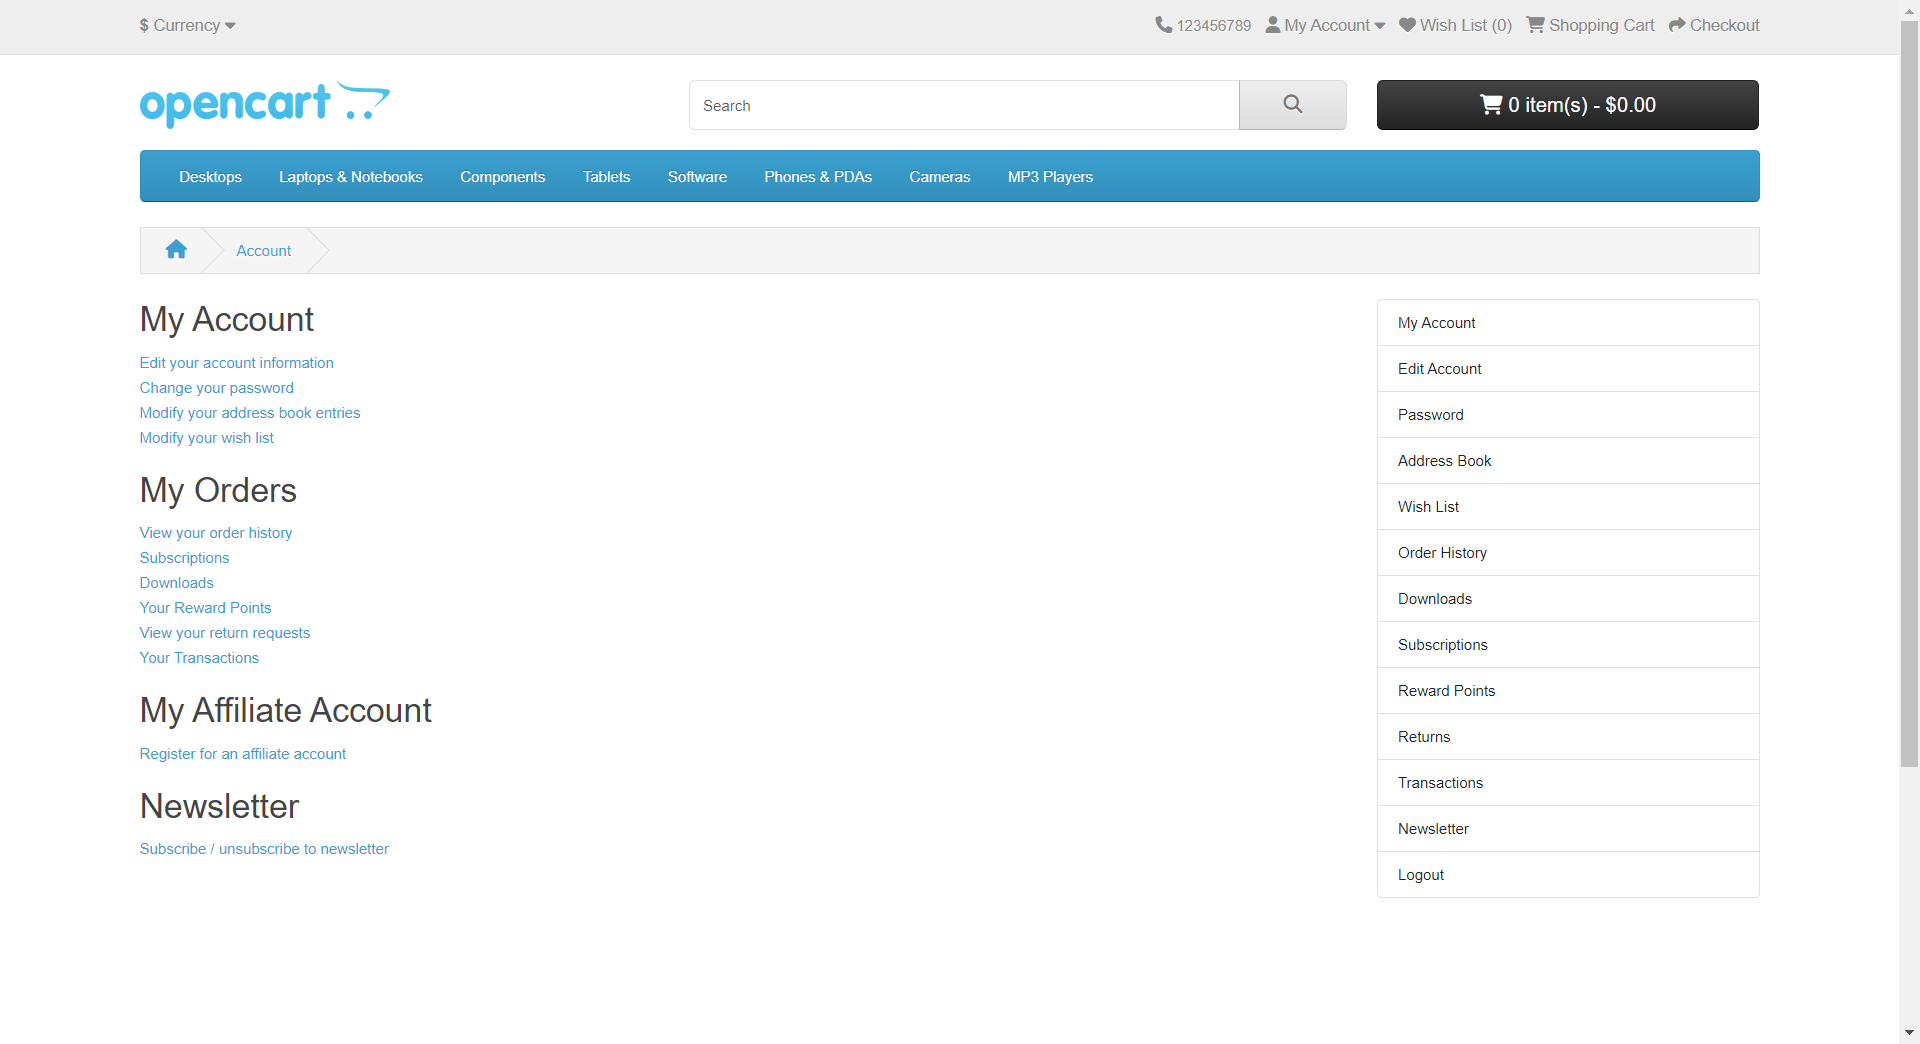 $ Currency
123456789 My Account Wish List (0) Shopping Cart Checkout
opencart
Search
0 item(s) - $0.00
Desktops Laptops & Notebooks Components Tablets Software Phones & PDAs Cameras MP3 Players
Account
My Account
Edit your account information
Change your password
Modify your address book entries
Modify your wish list
My Orders
View your order history
Subscriptions
Downloads
Your Reward Points
View your return requests
Your Transactions
My Affiliate Account
Register for an affiliate account
Newsletter
Subscribe / unsubscribe to newsletter
My Account
Edit Account
Password
Address Book
Wish List
Order History
Downloads
Subscriptions
Reward Points
Returns
Transactions
Newsletter
Logout